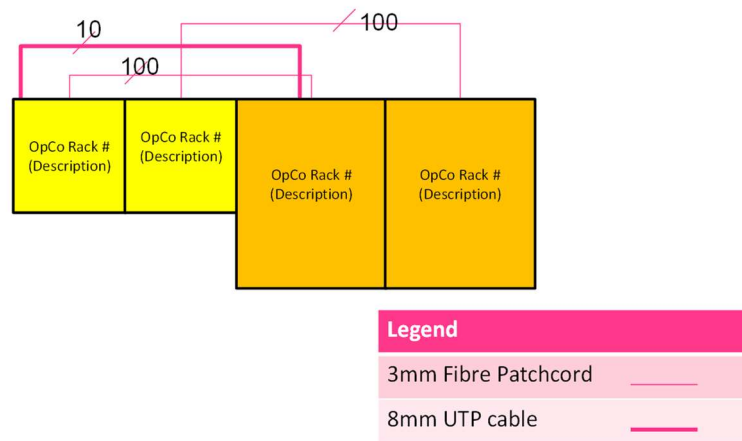 10
100
100
OpCo Rack #
(Description)
OpCo Rack #
(Description)
OpCo Rack #
(Description)
OpCo Rack #
(Description)
Legend
3mm Fibre Patchcord
8mm UTP cable